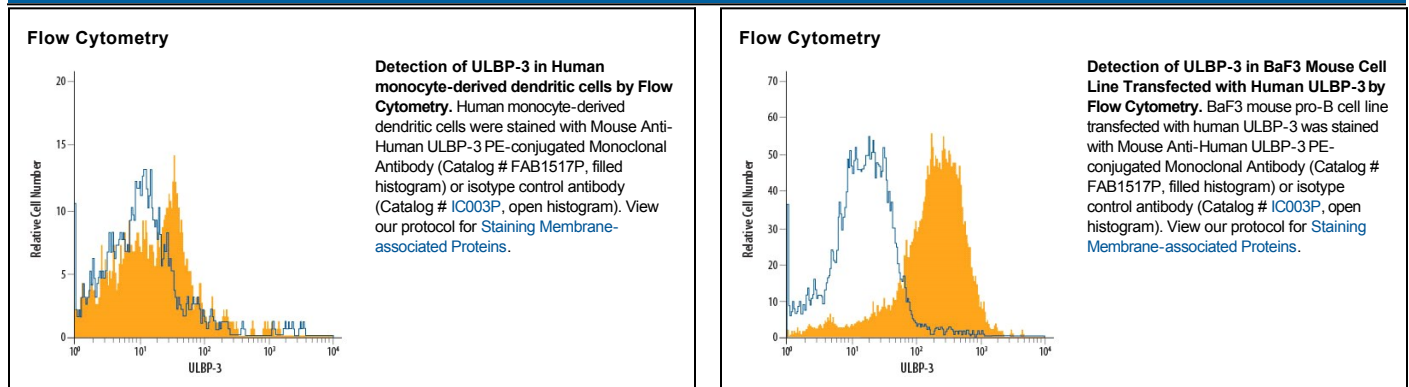 Flow Cytometry
20
15
10
5
0
Relative Cell Number
10⁰ 10¹ 10² 10³ 10⁴
ULBP-3
Detection of ULBP-3 in Human
monocyte-derived dendritic cells by Flow
Cytometry. Human monocyte-derived
dendritic cells were stained with Mouse Anti-
Human ULBP-3 PE-conjugated Monoclonal
Antibody (Catalog # FAB1517P, filled
histogram) or isotype control antibody
(Catalog # IC003P, open histogram). View
our protocol for Staining Membrane-
associated Proteins.
Flow Cytometry
70
60
50
40
30
20
10
0
Relative Cell Number
10⁰ 10¹ 10² 10³ 10⁴
ULBP-3
Detection of ULBP-3 in BaF3 Mouse Cell
Line Transfected with Human ULBP-3 by
Flow Cytometry. BaF3 mouse pro-B cell line
transfected with human ULBP-3 was stained
with Mouse Anti-Human ULBP-3 PE-
conjugated Monoclonal Antibody (Catalog #
FAB1517P, filled histogram) or isotype
control antibody (Catalog # IC003P, open
histogram). View our protocol for Staining
Membrane-associated Proteins.